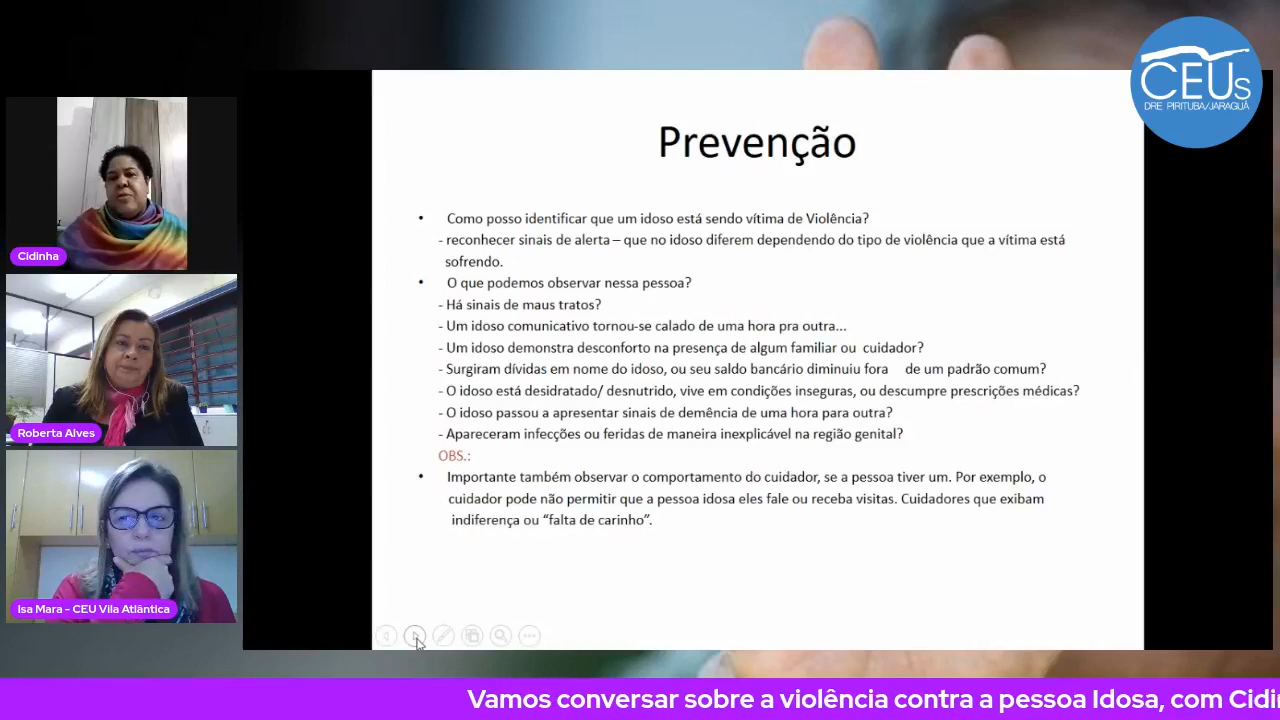 CEUs
DRE PIRITUBA/JARAGUÁ
Prevenção
• Como posso identificar que um idoso está sendo vítima de Violência?
- reconhecer sinais de alerta – que no idoso diferem dependendo do tipo de violência que a vítima está
sofrendo.
• O que podemos observar nessa pessoa?
- Há sinais de maus tratos?
- Um idoso comunicativo tornou-se calado de uma hora pra outra...
- Um idoso demonstra desconforto na presença de algum familiar ou cuidador?
- Surgiram dívidas em nome do idoso, ou seu saldo bancário diminuiu fora de um padrão comum?
- O idoso está desidratado/ desnutrido, vive em condições inseguras, ou descumpre prescrições médicas?
- O idoso passou a apresentar sinais de demência de uma hora para outra?
- Apareceram infecções ou feridas de maneira inexplicável na região genital?
OBS.:
• Importante também observar o comportamento do cuidador, se a pessoa tiver um. Por exemplo, o
cuidador pode não permitir que a pessoa idosa eles fale ou receba visitas. Cuidadores que exibam
indiferença ou “falta de carinho”.
Cidinha
Roberta Alves
Isa Mara - CEU Vila Atlântica
Vamos conversar sobre a violência contra a pessoa Idosa, com Cidin